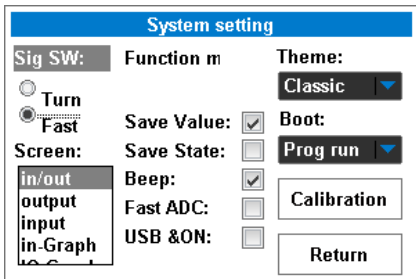 System setting
Sig SW:
Turn
Fast
Screen:
in/out
output
input
in-Graph
Function m
Save Value:
Save State:
Beep:
Fast ADC:
USB &ON:
Theme:
Classic
Boot:
Prog run
Calibration
Return